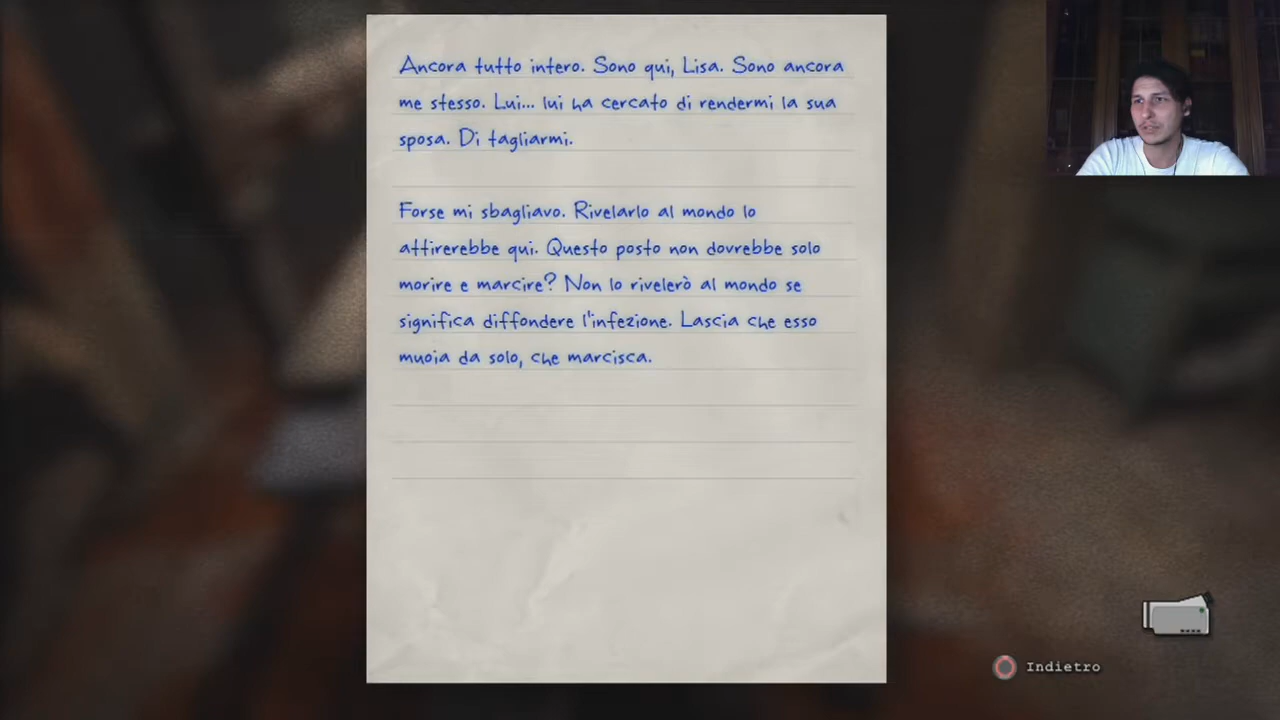 Ancora tutto intero. Sono qui, Lisa. Sono ancora
me stesso. Lui... lui ha cercato di rendermi la sua
sposa. Di tagliarmi.
Forse mi sbagliavo. Rivelarlo al mondo lo
attirerebbe qui. Questo posto non dovrebbe solo
morire e marcire? Non lo rivelerò al mondo se
significa diffondere l'infezione. Lascia che esso
muoia da solo, che marcisca.
Indietro